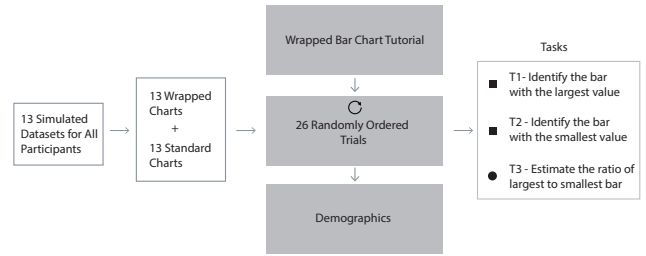 13 Simulated
Datasets for All
Participants
13 Wrapped
Charts
+
13 Standard
Charts
Wrapped Bar Chart Tutorial
26 Randomly Ordered
Trials
Demographics
Tasks
T1- Identify the bar
with the largest value
T2 - Identify the bar
with the smallest value
T3 - Estimate the ratio of
largest to smallest bar